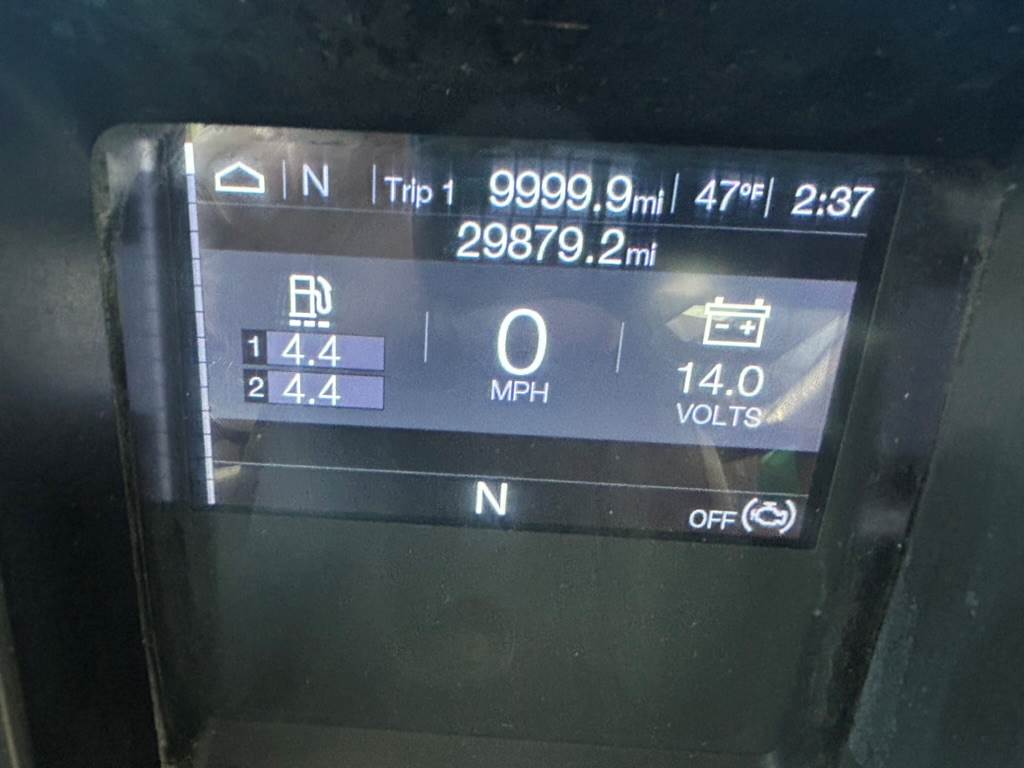 N Trip 1 9999.9mi 47°F 2:37
29879.2mi
1 4.4
2 4.4
0
MPH
- +
14.0
VOLTS
N
OFF